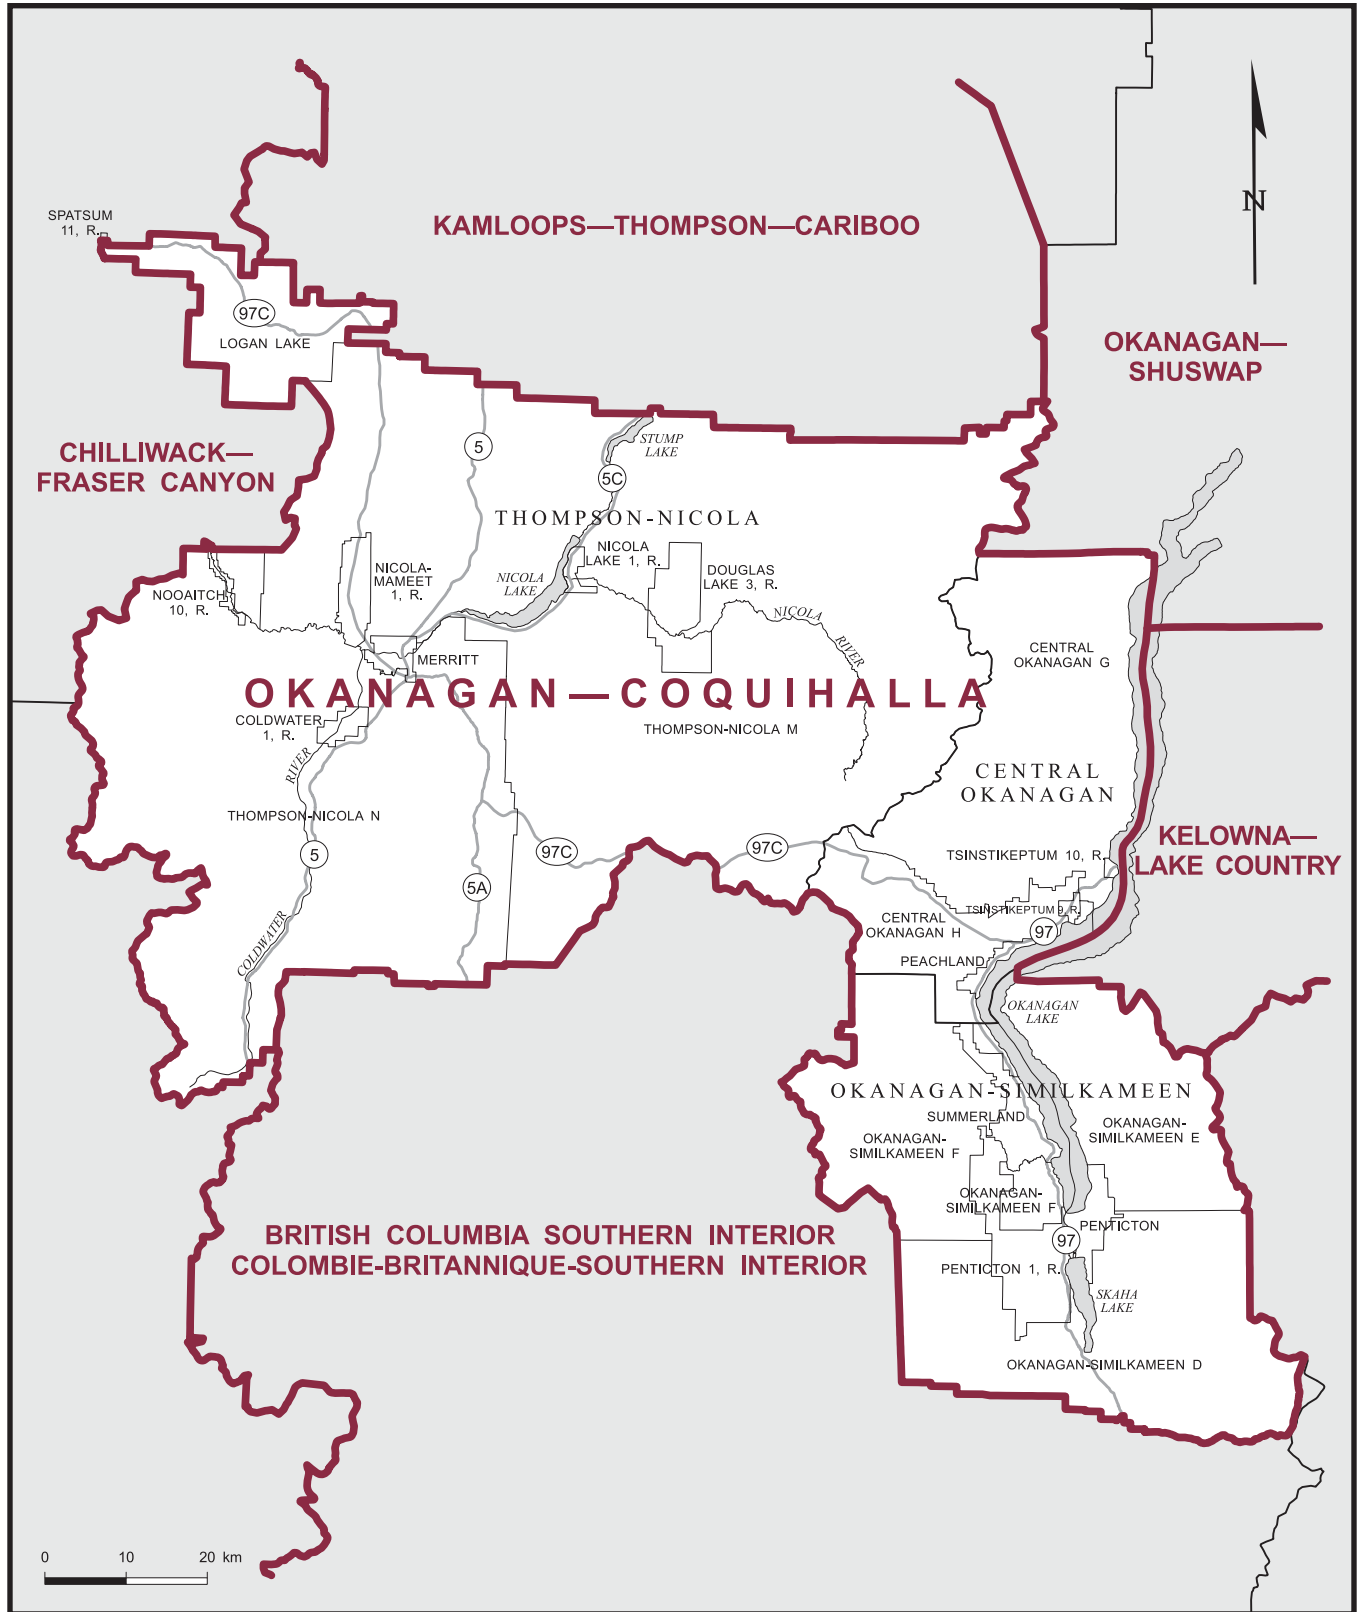 SPATSUM
11, R.
KAMLOOPS—THOMPSON—CARIBOO
N
97C
LOGAN LAKE
OKANAGAN—
SHUSWAP
CHILLIWACK—
FRASER CANYON
5
STUMP
LAKE
5C
THOMPSON-NICOLA
NICOLA
LAKE 1, R.
NICOLA-
MAMEET
1, R.
NICOLA
LAKE
DOUGLAS
LAKE 3, R.
NOOAITCH
10, R.
NICOLA
RIVER
CENTRAL
OKANAGAN G
MERRITT
OKANAGAN—COQUIHALLA
COLDWATER
1, R.
THOMPSON-NICOLA M
RIVER
CENTRAL
OKANAGAN
THOMPSON-NICOLA N
5
97C
97C
KELOWNA—
LAKE COUNTRY
TSINSTIKEPTUM 10, R.
5A
TSINSTIKEPTUM 9, R.
CENTRAL
OKANAGAN H
97
COLDWATER
PEACHLAND
OKANAGAN
LAKE
OKANAGAN-SIMILKAMEEN
SUMMERLAND
OKANAGAN-
SIMILKAMEEN F
OKANAGAN-
SIMILKAMEEN E
OKANAGAN-
SIMILKAMEEN F
PENTICTON
97
BRITISH COLUMBIA SOUTHERN INTERIOR
COLOMBIE-BRITANNIQUE-SOUTHERN INTERIOR
PENTICTON 1, R.
SKAHA
LAKE
OKANAGAN-SIMILKAMEEN D
0 10 20 km